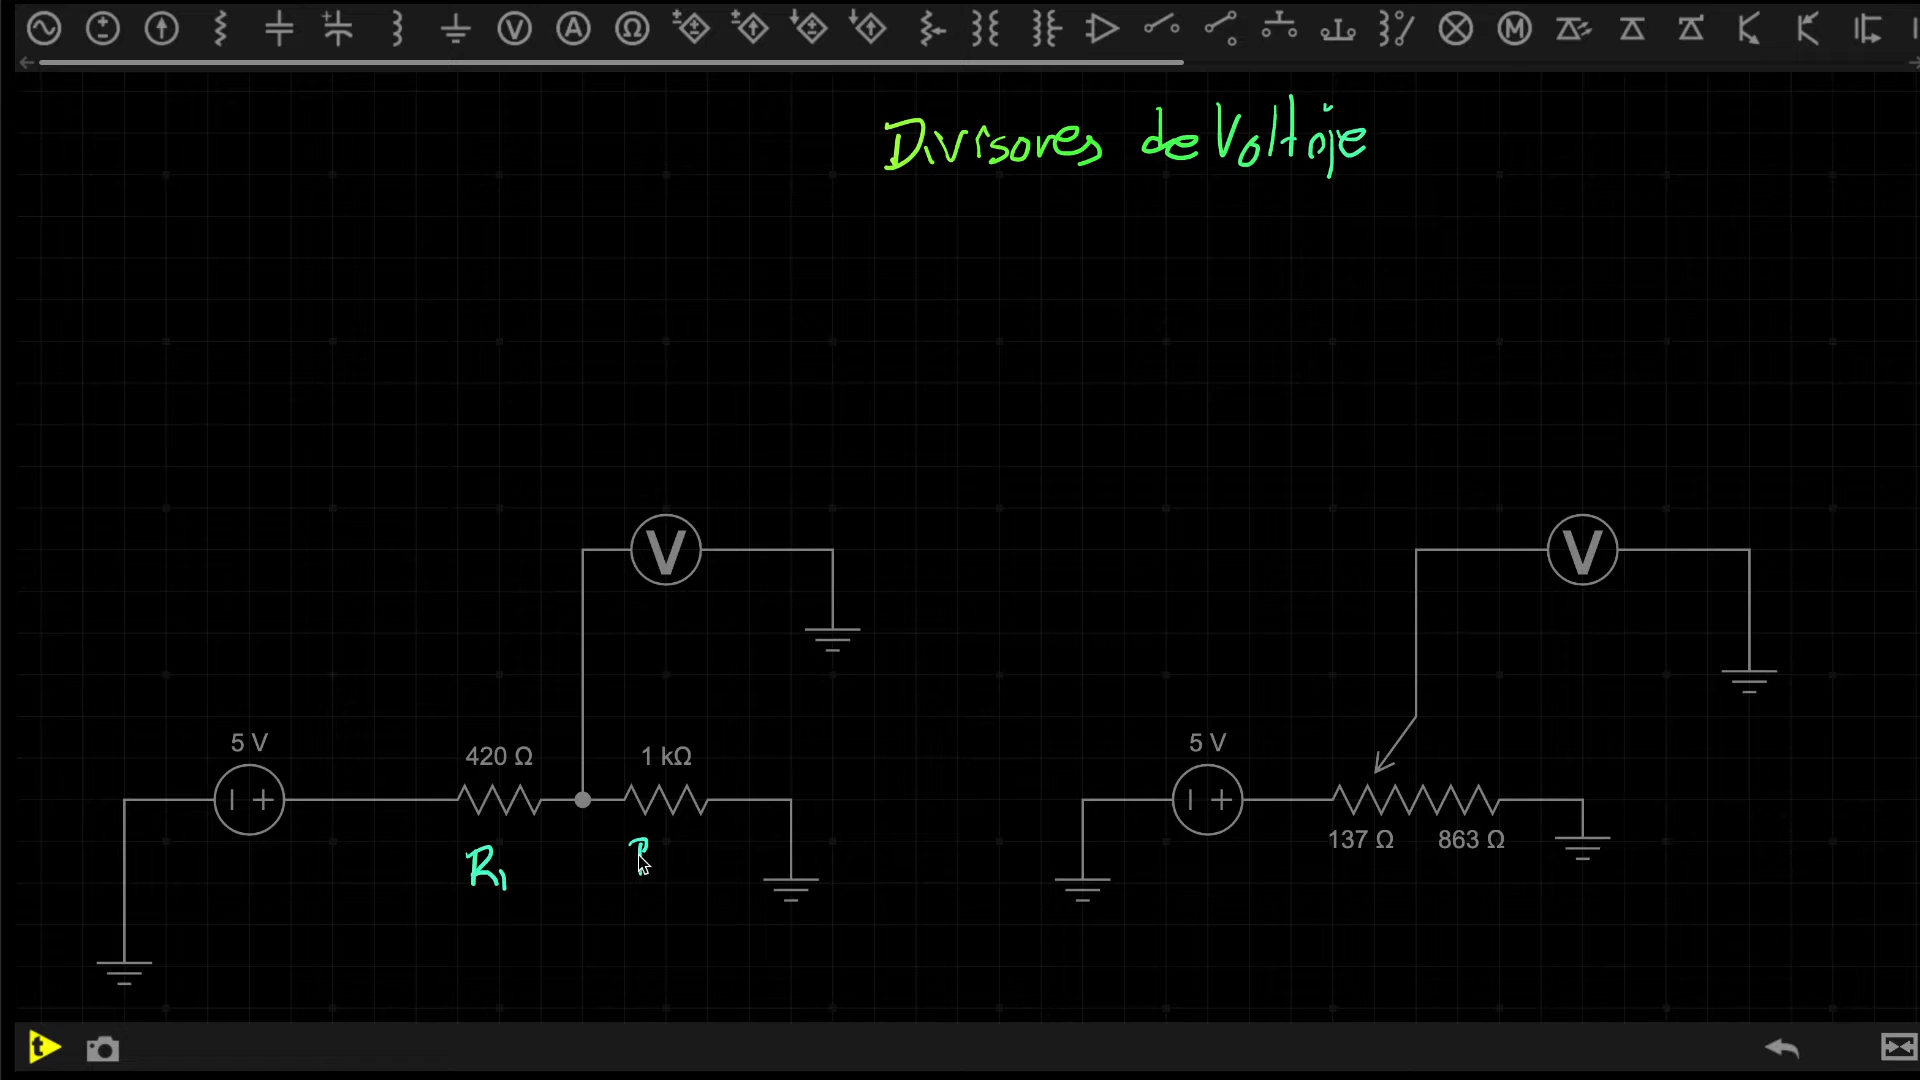 Divisores de Voltaje
V
V
5 V
420 Ω
1 kΩ
5 V
137 Ω
863 Ω
R₁